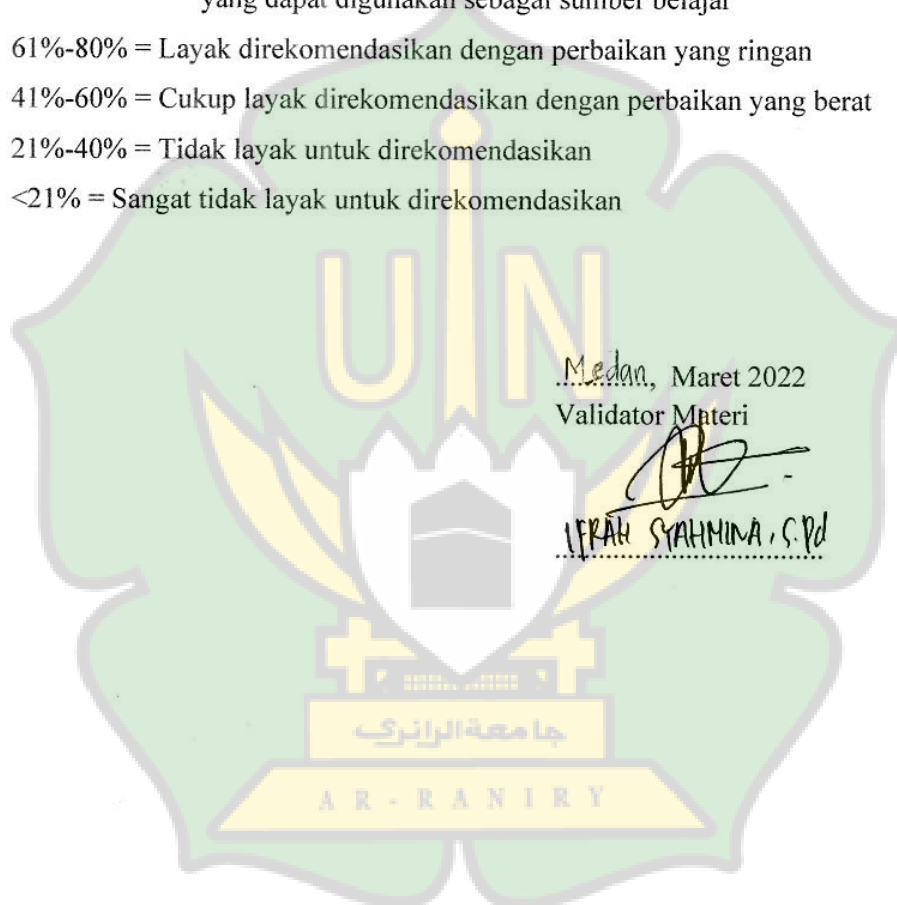 yang dapat digunakan sebagai sumber belajar
61%-80% = Layak direkomendasikan dengan perbaikan yang ringan
41%-60% = Cukup layak direkomendasikan dengan perbaikan yang berat
21%-40% = Tidak layak untuk direkomendasikan
<21% = Sangat tidak layak untuk direkomendasikan
UIN
Medan, Maret 2022
Validator Materi
IFRAH SYAHMINA, S.Pd
جامعةالرانري
AR-RANIRY